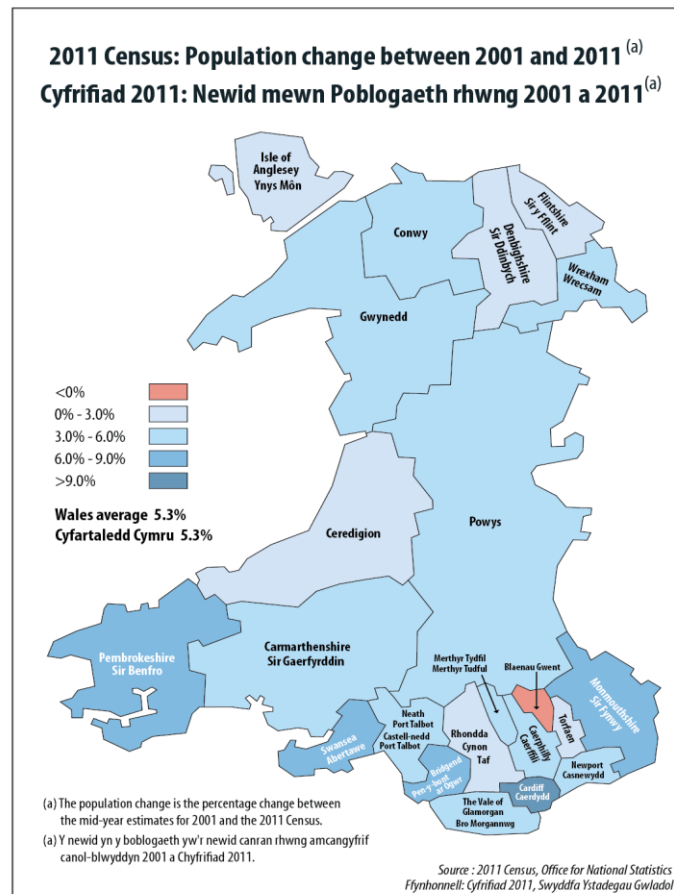 2011 Census: Population change between 2001 and 2011 (a)
Cyfrifiad 2011: Newid mewn Poblogaeth rhwng 2001 a 2011(a)
Isle of
Anglesey
Ynys Môn
Conwy
Denbighshire
Sir Ddinbych
Flintshire
Sir y Fflint
Wrexham
Wrecsam
Gwynedd
<0%
0% - 3.0%
3.0% - 6.0%
6.0% - 9.0%
>9.0%
Wales average 5.3%
Cyfartaledd Cymru 5.3%
Ceredigion
Powys
Pembrokeshire
Sir Benfro
Carmarthenshire
Sir Gaerfyrddin
Merthyr Tydfil
Merthyr Tudful
Blaenau Gwent
Monmouthshire
Sir Fynwy
Swansea
Abertawe
Neath
Port Talbot
Castell-nedd
Port Talbot
Rhondda
Cynon
Taf
Caerphilly
Caerffili
Torfaen
Bridgend
Pen-y-bont
ar Ogwr
Newport
Casnewydd
Cardiff
Caerdydd
The Vale of
Glamorgan
Bro Morgannwg
(a) The population change is the percentage change between
the mid-year estimates for 2001 and the 2011 Census.
(a) Y newid yn y boblogaeth yw'r newid canran rhwng amcangyfrif
canol-blwyddyn 2001 a Chyfrifiad 2011.
Source : 2011 Census, Office for National Statistics
Ffynhonnell: Cyfrifiad 2011, Swyddfa Ystadegau Gwladol